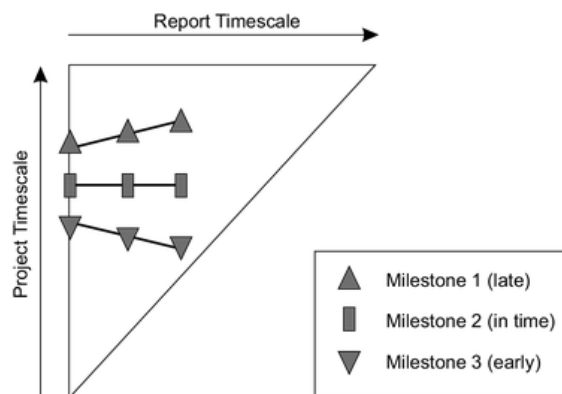 Report Timescale
Project Timescale
Milestone 1 (late)
Milestone 2 (in time)
Milestone 3 (early)